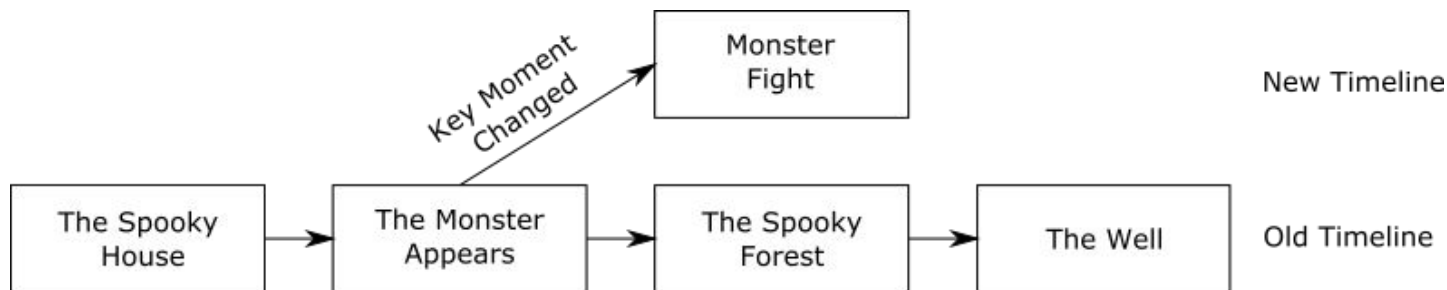 Monster
Fight
New Timeline
Key Moment
Changed
The Spooky
House
The Monster
Appears
The Spooky
Forest
The Well
Old Timeline